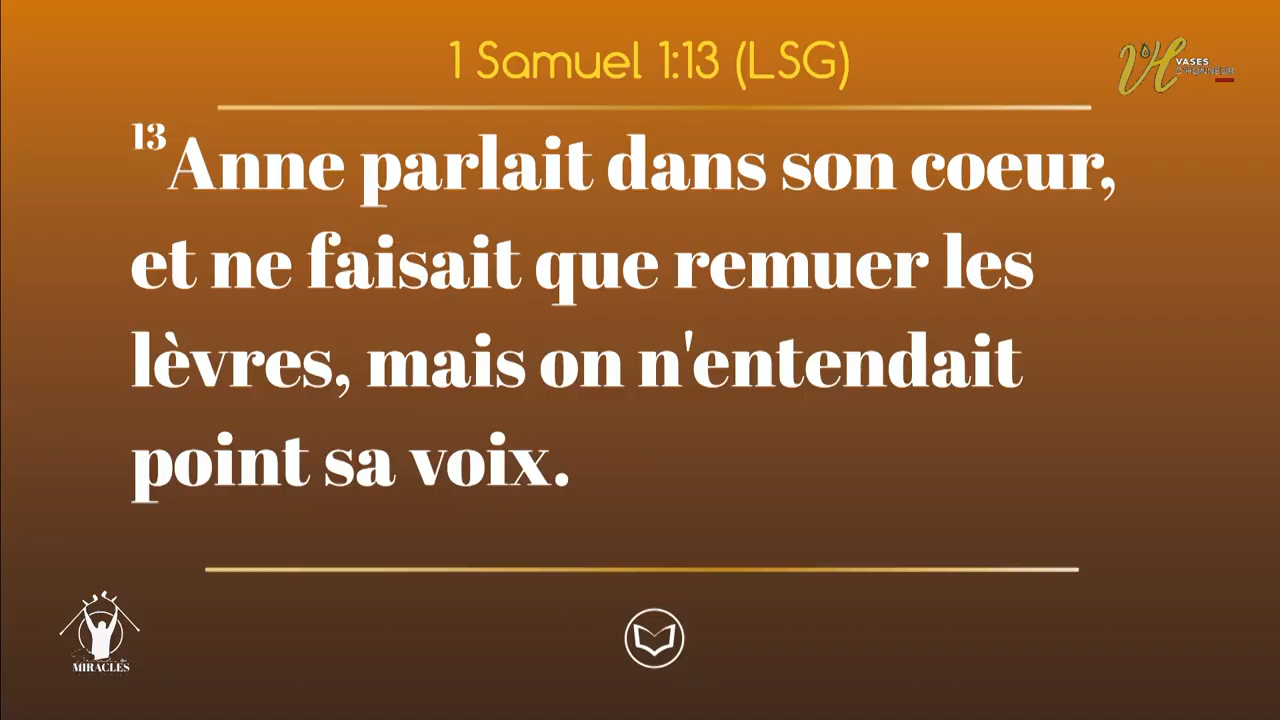 1 Samuel 1:13 (LSG)
VASES
D'HONNEUR
13 Anne parlait dans son coeur,
et ne faisait que remuer les
lèvres, mais on n'entendait
point sa voix.
MIRACLES